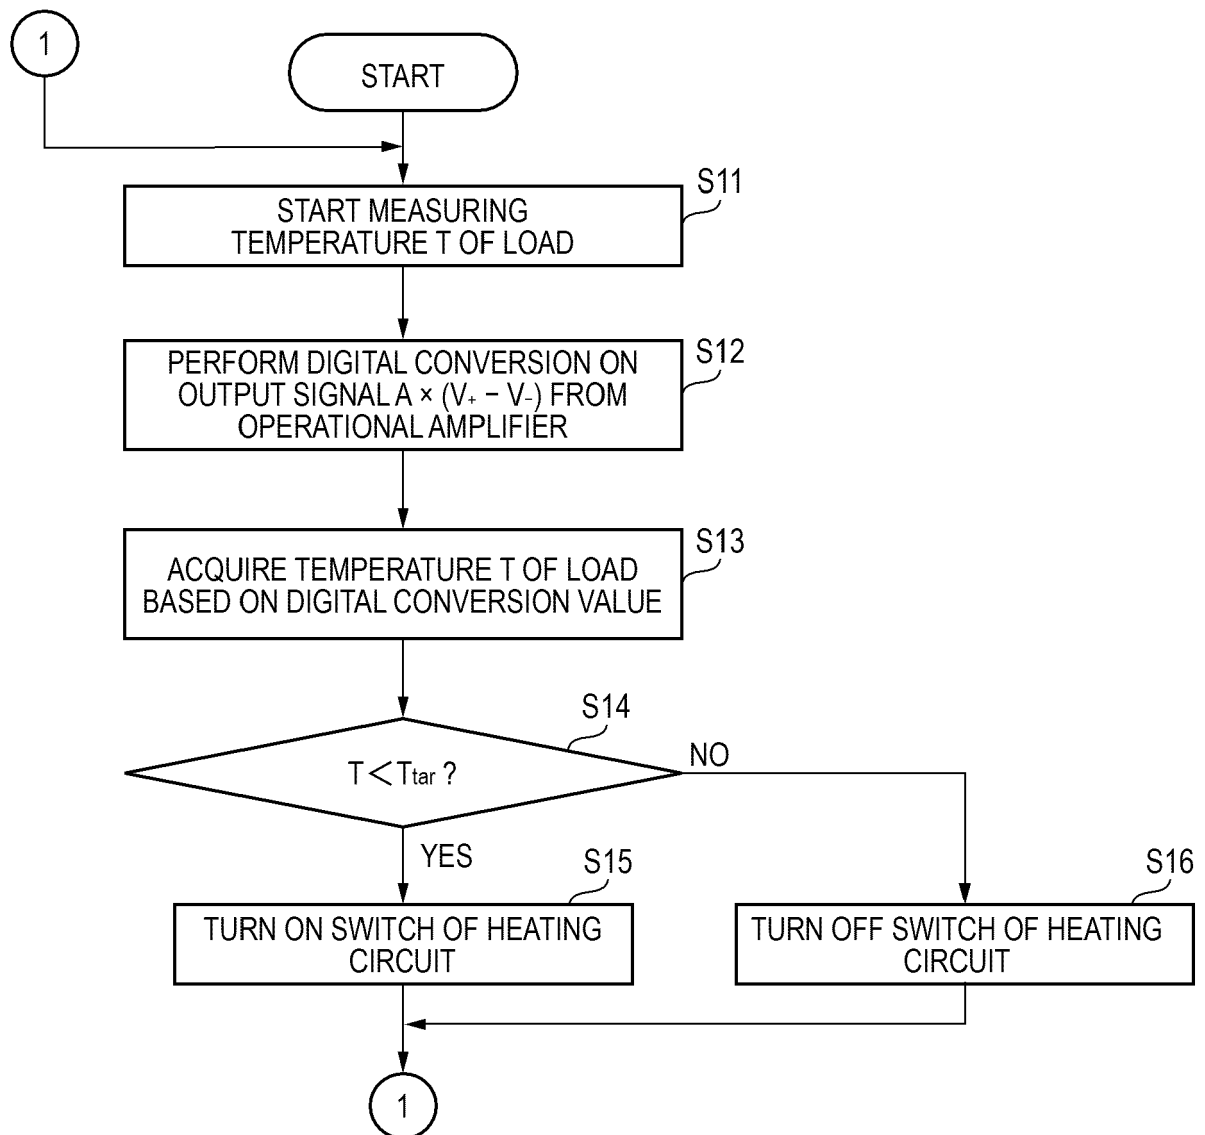 1
START
S11
START MEASURING
TEMPERATURE T OF LOAD
S12
PERFORM DIGITAL CONVERSION ON
OUTPUT SIGNAL A × (V₊ − V₋) FROM
OPERATIONAL AMPLIFIER
S13
ACQUIRE TEMPERATURE T OF LOAD
BASED ON DIGITAL CONVERSION VALUE
S14
T<Ttar ?
NO
YES
S15
TURN ON SWITCH OF HEATING
CIRCUIT
S16
TURN OFF SWITCH OF HEATING
CIRCUIT
1